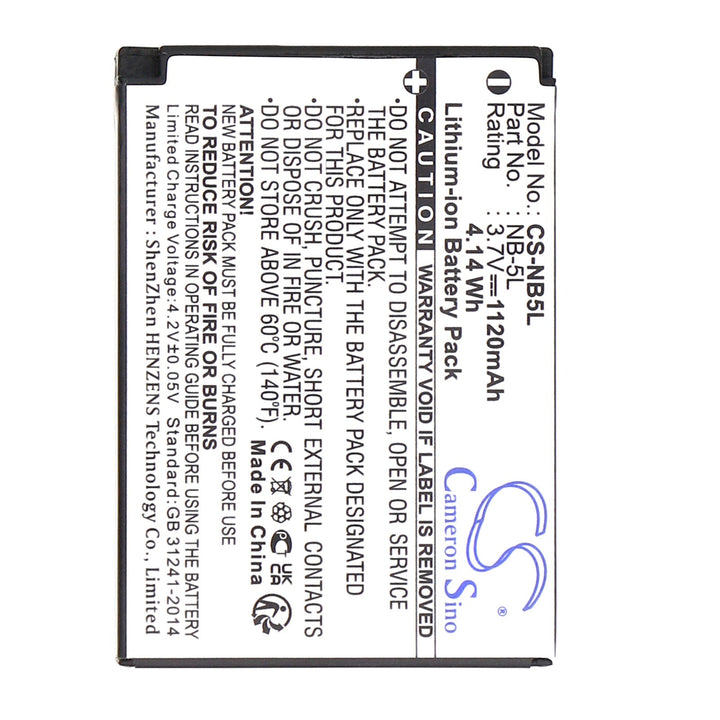 Model No.: CS-NB5L
Part No. : NB-5L
Rating : 3.7V⎓1120mAh
4.14Wh
Lithium-ion Battery Pack
CS
®
Cameron Sino
CAUTION WARRANTY VOID IF LABEL REMOVED
•DO NOT ATTEMPT TO DISASSEMBLE, OPEN OR SERVICE
THE BATTERY PACK.
•REPLACE ONLY WITH THE BATTERY PACK DESIGNATED
FOR THIS PRODUCT.
•DO NOT CRUSH, PUNCTURE, SHORT EXTERNAL CONTACTS
OR DISPOSE OF IN FIRE OR WATER.
•DO NOT STORE ABOVE 60℃ (140℉).
CE
UK
CA
Made In China
ATTENTION:
NEW BATTERY PACK MUST BE FULLY CHARGED BEFORE USE
TO REDUCE RISK OF FIRE OR BURNS
READ INSTRUCTIONS IN OPERATING GUIDE BEFORE USING BATTERY
Limited Charge Voltage:4.2V±0.05V Standard:GB 31241-2014
Manufacturer: ShenZhen HENZENS Technology Co., Limited